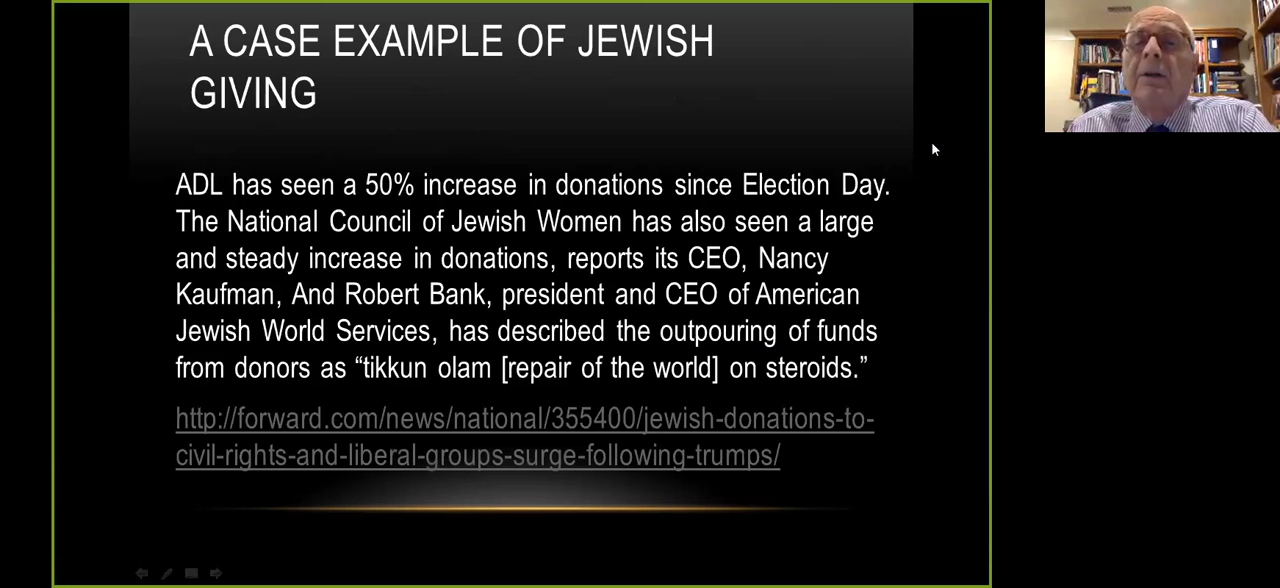 A CASE EXAMPLE OF JEWISH
GIVING
ADL has seen a 50% increase in donations since Election Day.
The National Council of Jewish Women has also seen a large
and steady increase in donations, reports its CEO, Nancy
Kaufman, And Robert Bank, president and CEO of American
Jewish World Services, has described the outpouring of funds
from donors as “tikkun olam [repair of the world] on steroids.”
http://forward.com/news/national/355400/jewish-donations-to-
civil-rights-and-liberal-groups-surge-following-trumps/